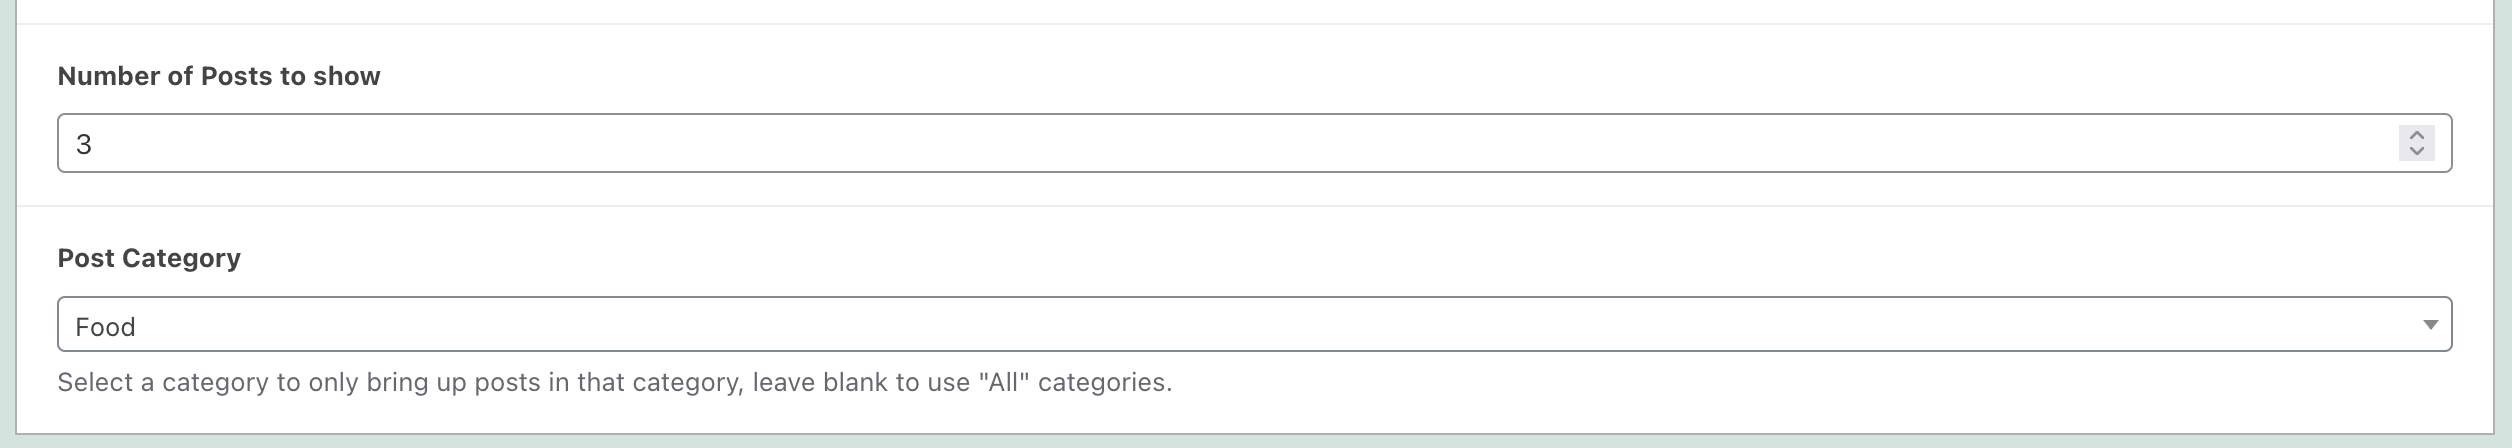 Number of Posts to show
3
Post Category
Food
Select a category to only bring up posts in that category, leave blank to use "All" categories.